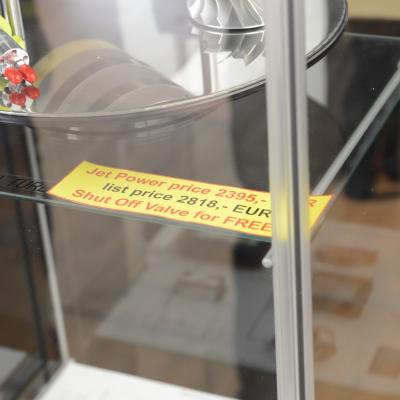 Jet Power price 2395,-
list price 2818,- EUR
Shut Off Valve for FREE